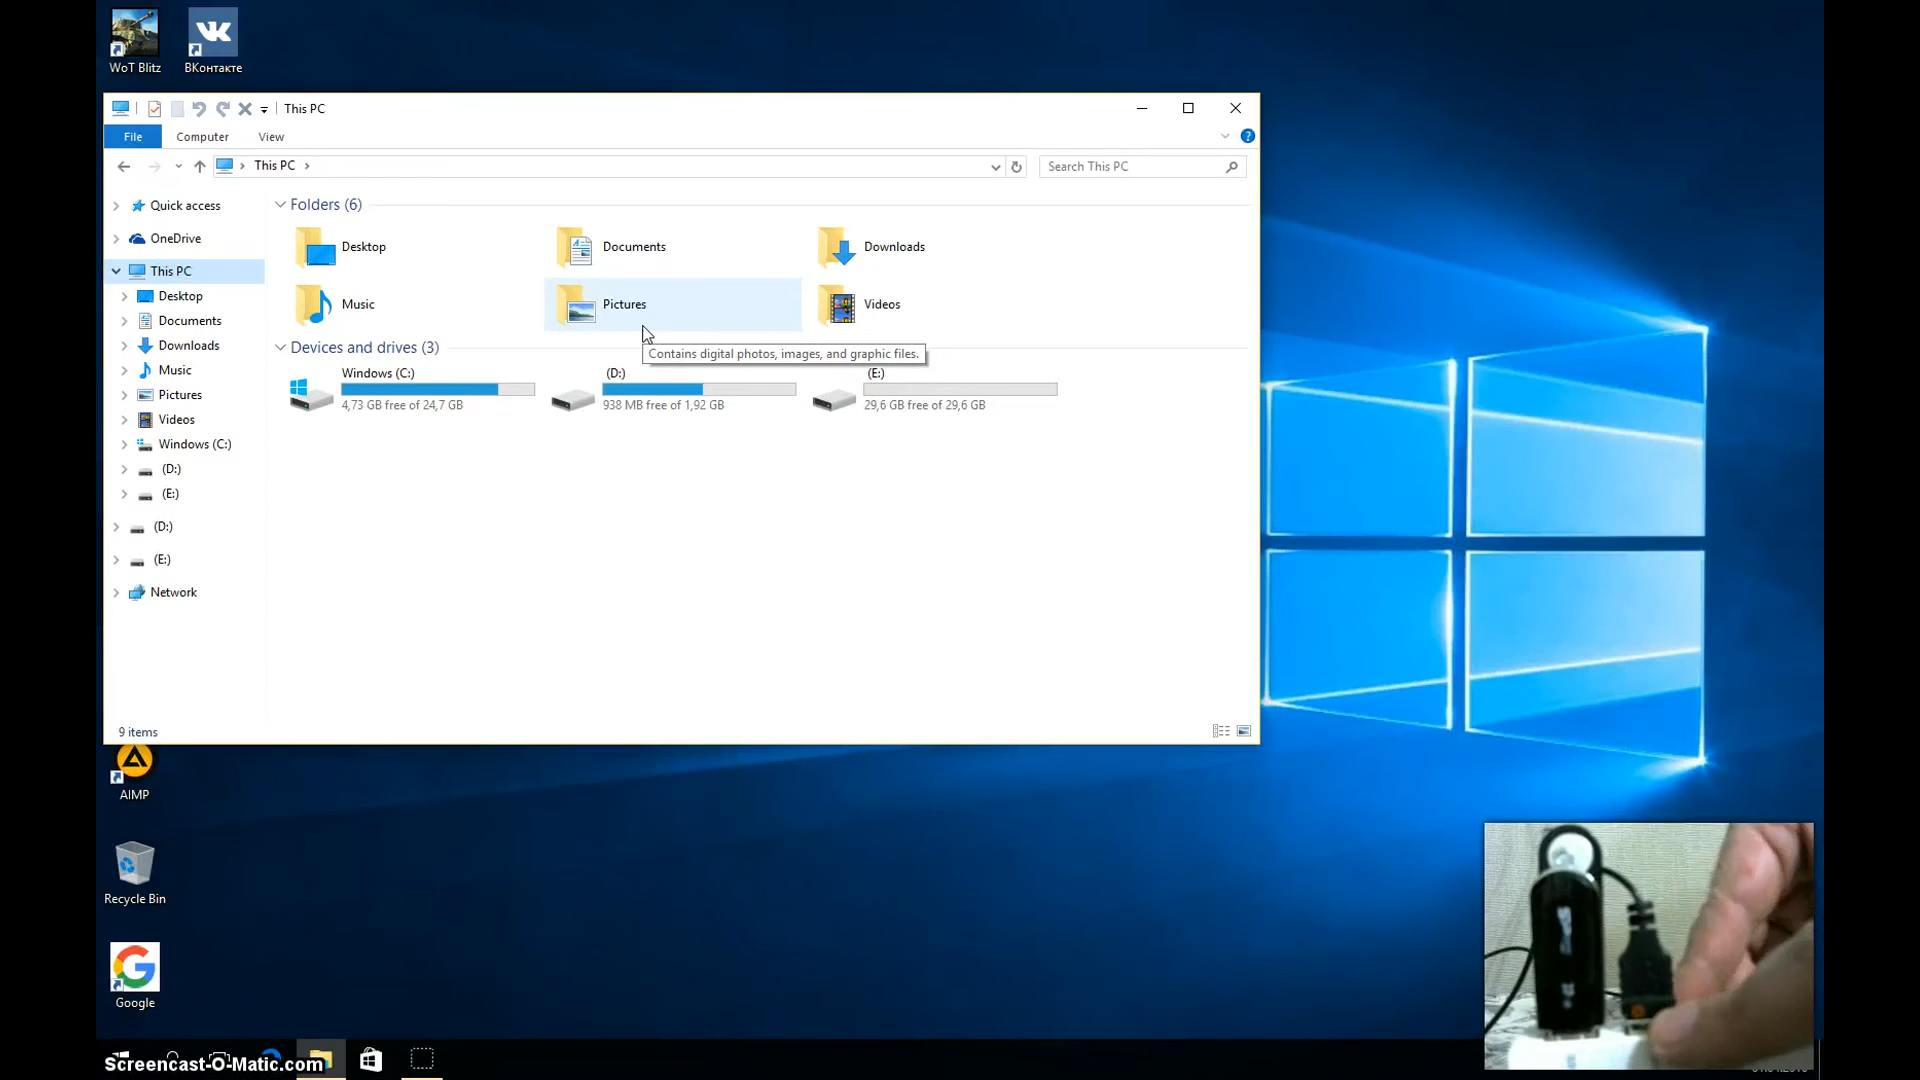 WoT Blitz
ВКонтакте
This PC
File
Computer
View
This PC
Search This PC
Quick access
OneDrive
This PC
Desktop
Documents
Downloads
Music
Pictures
Videos
Windows (C:)
(D:)
(E:)
(D:)
(E:)
Network
Folders (6)
Desktop
Documents
Downloads
Music
Pictures
Videos
Contains digital photos, images, and graphic files.
Devices and drives (3)
Windows (C:)
4,73 GB free of 24,7 GB
(D:)
938 MB free of 1,92 GB
(E:)
29,6 GB free of 29,6 GB
9 items
AIMP
Recycle Bin
Google
Screencast-O-Matic.com